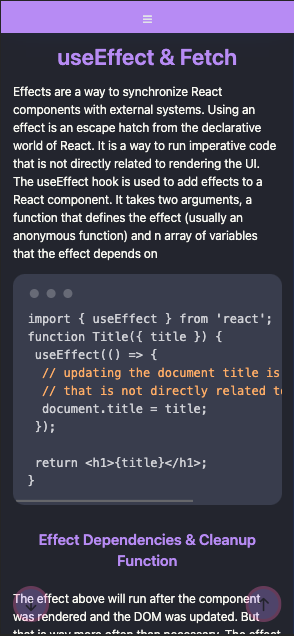 useEffect & Fetch
Effects are a way to synchronize React
components with external systems. Using an
effect is an escape hatch from the declarative
world of React. It is a way to run imperative code
that is not directly related to rendering the UI.
The useEffect hook is used to add effects to a
React component. It takes two arguments, a
function that defines the effect (usually an
anonymous function) and n array of variables
that the effect depends on
import { useEffect } from 'react';
function Title({ title }) {
useEffect(() => {
// updating the document title is
// that is not directly related t
document.title = title;
});
return <h1>{title}</h1>;
}
Effect Dependencies & Cleanup
Function
The effect above will run after the component
was rendered and the DOM was updated. But
that is way more often than necessary. The effect